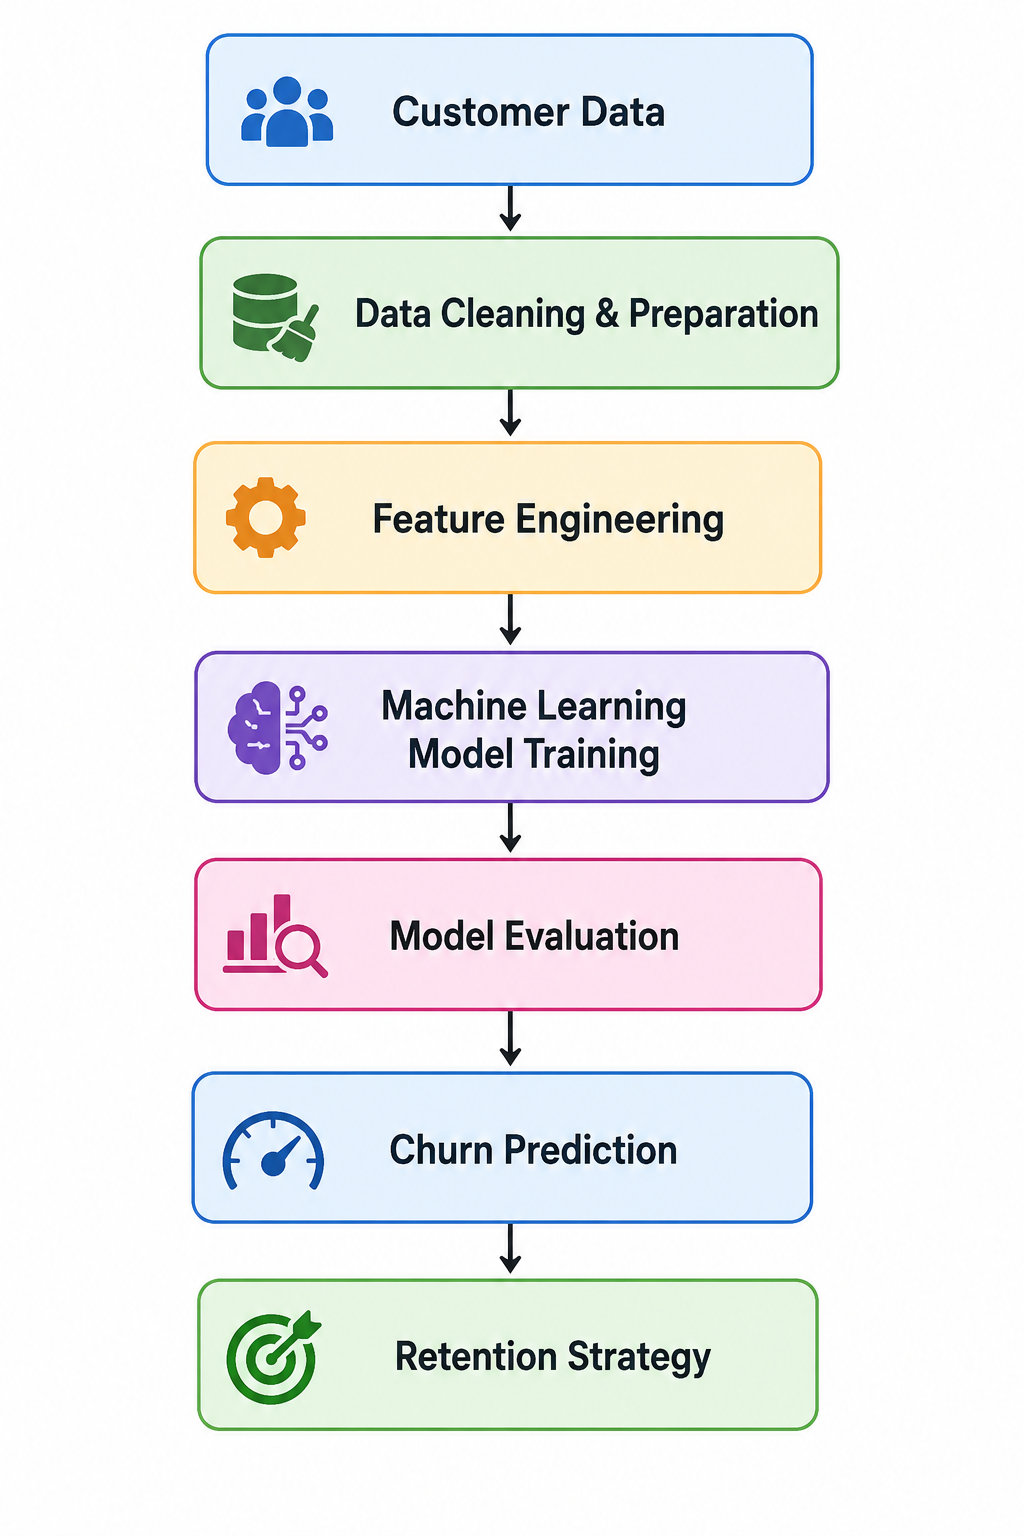 Customer Data
Data Cleaning & Preparation
Feature Engineering
Machine Learning
Model Training
Model Evaluation
Churn Prediction
Retention Strategy